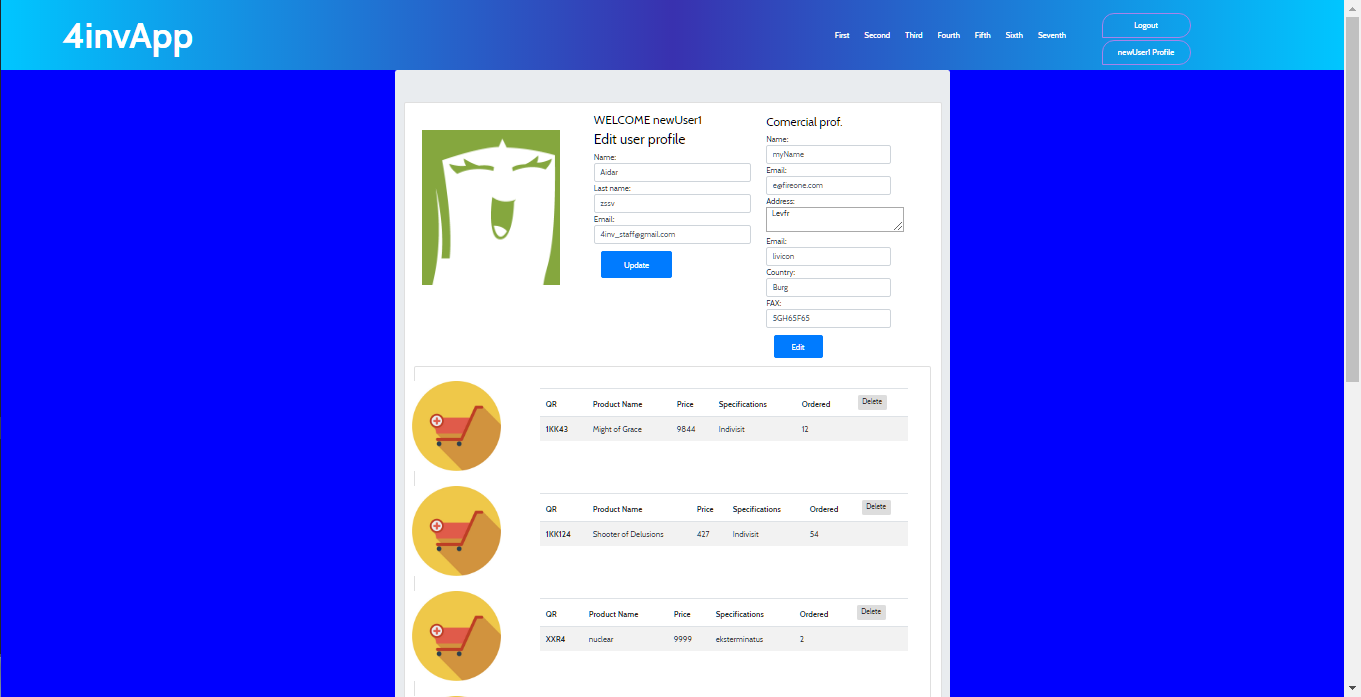 4invApp
First Second Third Fourth Fifth Sixth Seventh
Logout
newUser1 Profile
WELCOME newUser1
Edit user profile
Name:
Aidar
Last name:
zssv
Email:
4inv_staff@gmail.com
Update
Comercial prof.
Name:
myName
Email:
e@fireone.com
Address:
Levfr
Email:
livicon
Country:
Burg
FAX:
5GH65F65
Edit
QR Product Name Price Specifications Ordered Delete
1KK43 Might of Grace 9844 Indivisit 12
QR Product Name Price Specifications Ordered Delete
1KK124 Shooter of Delusions 427 Indivisit 54
QR Product Name Price Specifications Ordered Delete
XXR4 nuclear 9999 eksterminatus 2